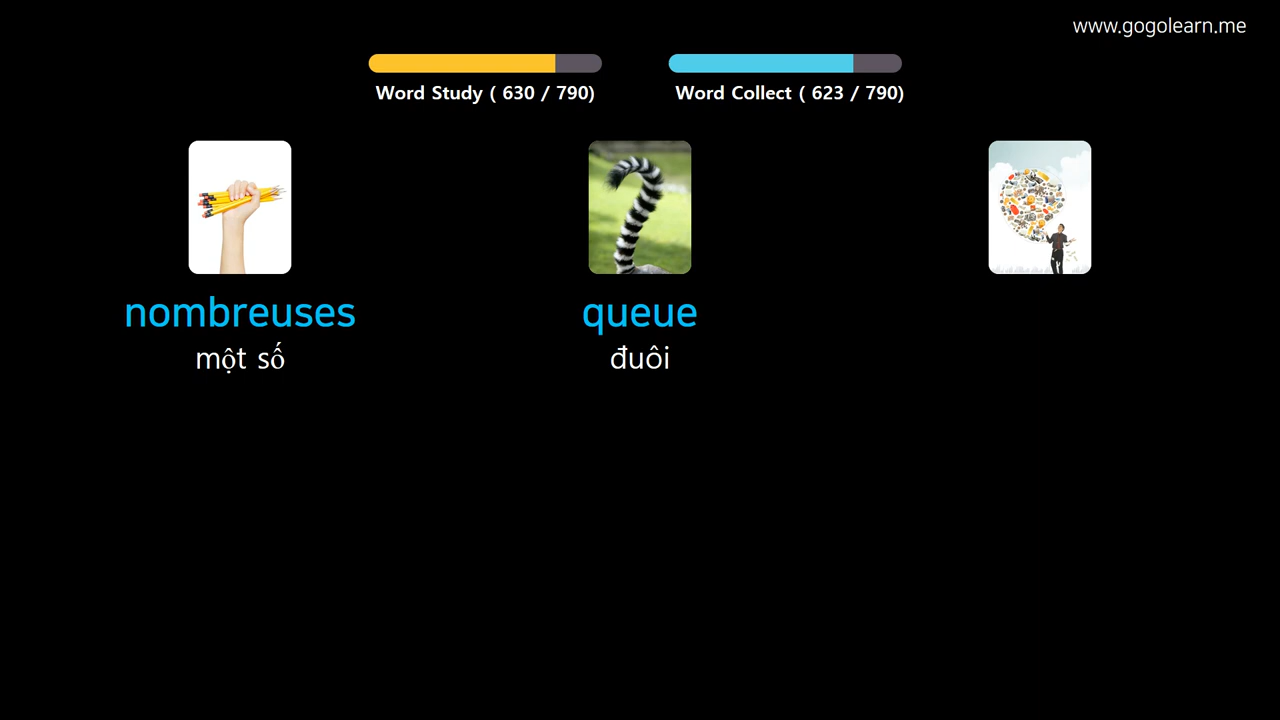 www.gogolearn.me
Word Study ( 630 / 790)
Word Collect ( 623 / 790)
nombreuses
một số
queue
đuôi